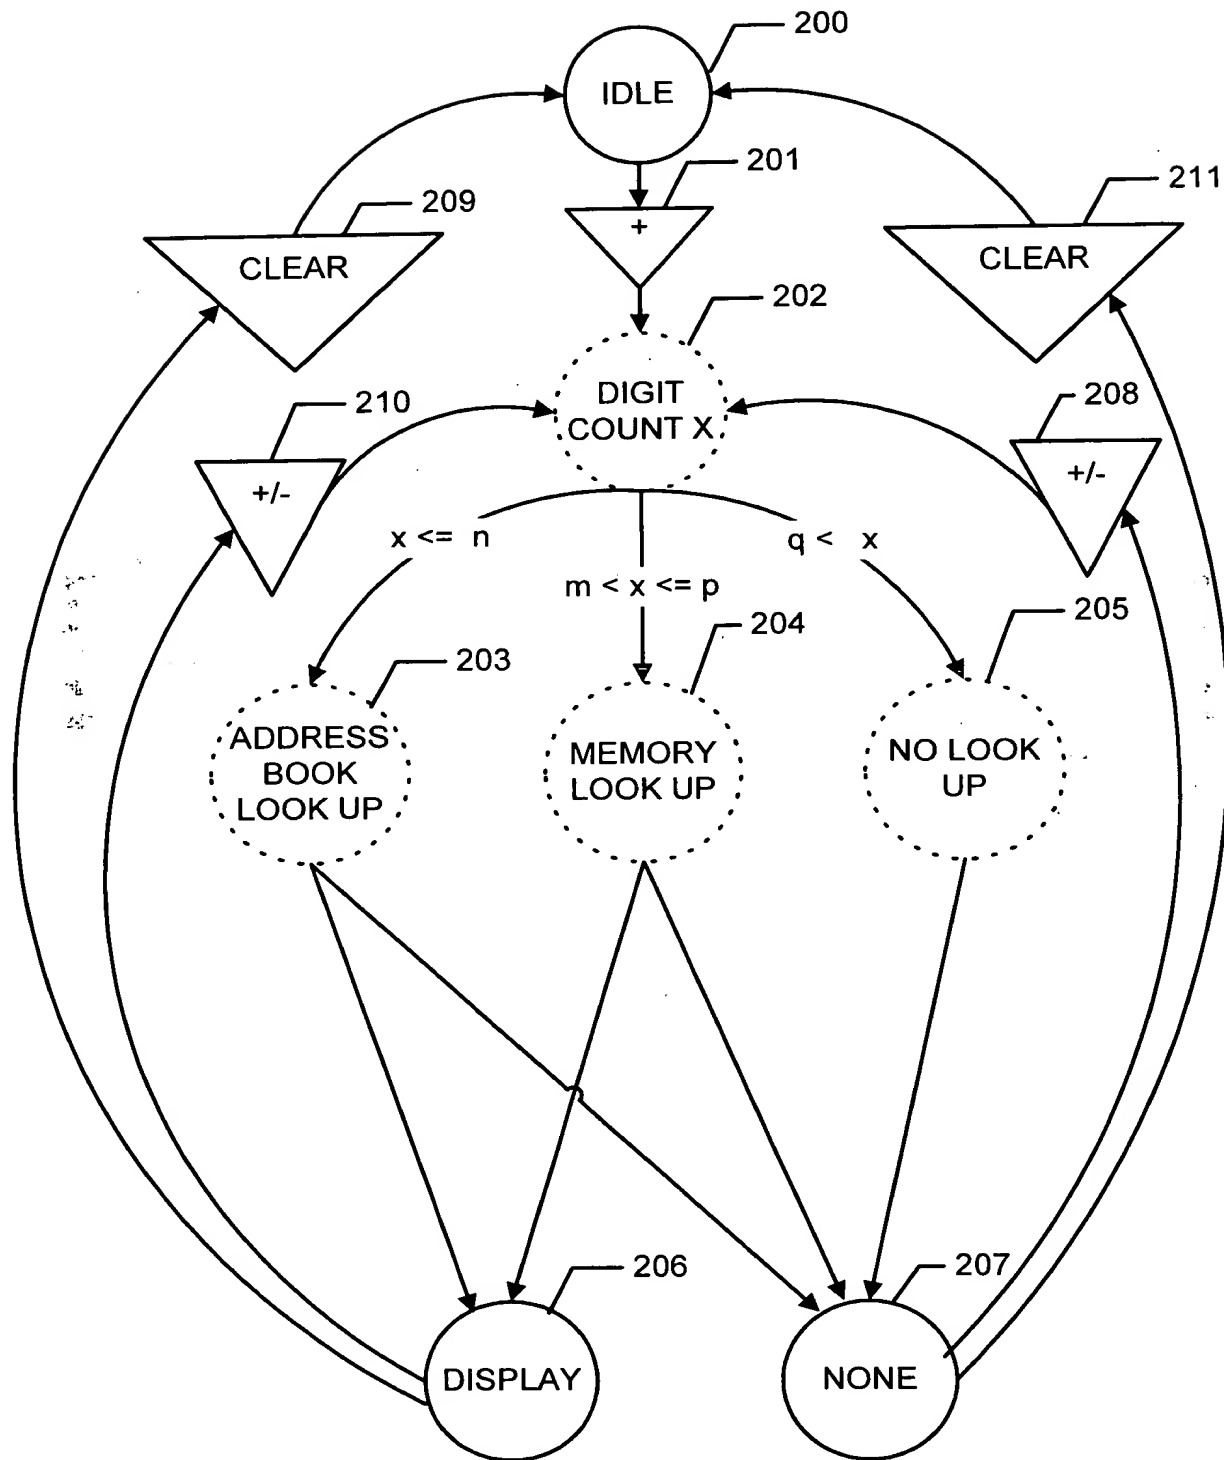 200
IDLE
201
+
209
CLEAR
211
CLEAR
202
DIGIT
COUNT X
210
+/-
208
+/-
x <= n
q < x
m < x <= p
203
ADDRESS
BOOK
LOOK UP
204
MEMORY
LOOK UP
205
NO LOOK
UP
206
DISPLAY
207
NONE